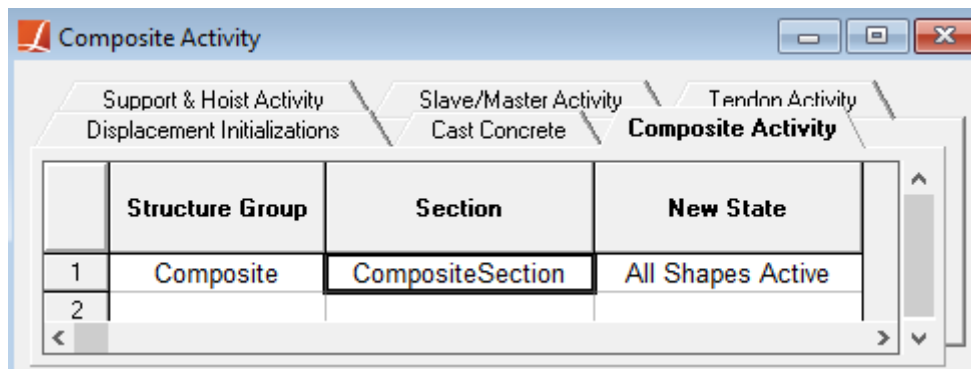 Composite Activity
Support & Hoist Activity Slave/Master Activity Tendon Activity
Displacement Initializations Cast Concrete Composite Activity
Structure Group Section New State
1 Composite CompositeSection All Shapes Active
2